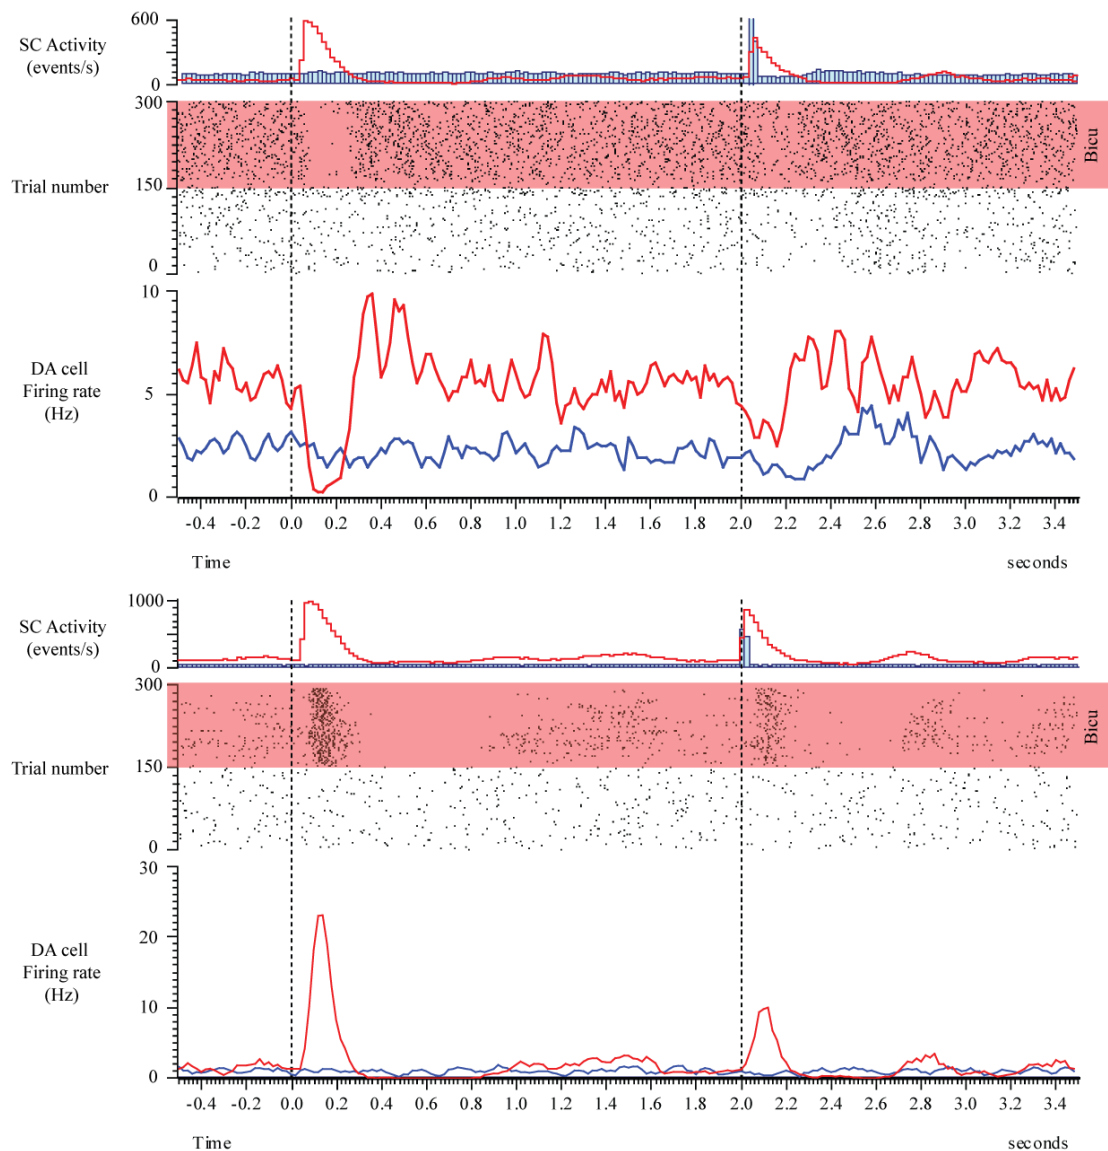 600
SC Activity
(events/s)
0
300
Bicu
Trial number
150
0
10
DA cell
Firing rate
(Hz)
5
0
-0.4 -0.2 0.0 0.2 0.4 0.6 0.8 1.0 1.2 1.4 1.6 1.8 2.0 2.2 2.4 2.6 2.8 3.0 3.2 3.4
Time seconds
1000
SC Activity
(events/s)
500
0
300
Bicu
Trial number
150
0
30
20
DA cell
Firing rate
(Hz)
10
0
-0.4 -0.2 0.0 0.2 0.4 0.6 0.8 1.0 1.2 1.4 1.6 1.8 2.0 2.2 2.4 2.6 2.8 3.0 3.2 3.4
Time seconds